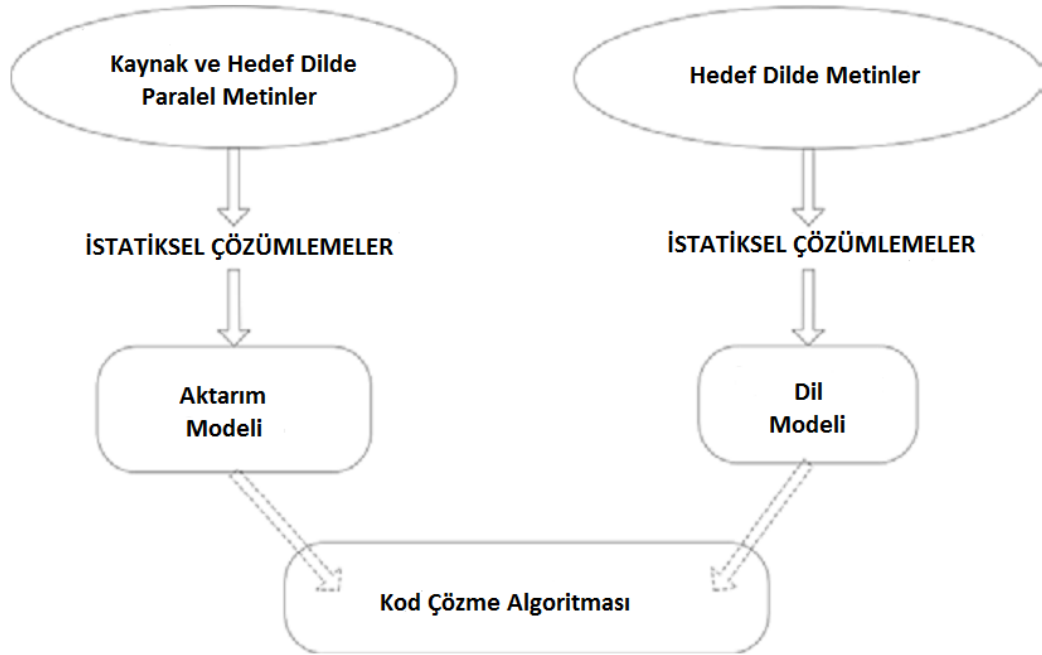 Kaynak ve Hedef Dilde
Paralel Metinler
Hedef Dilde Metinler
İSTATİKSEL ÇÖZÜMLEMELER
İSTATİKSEL ÇÖZÜMLEMELER
Aktarım
Modeli
Dil
Modeli
Kod Çözme Algoritması